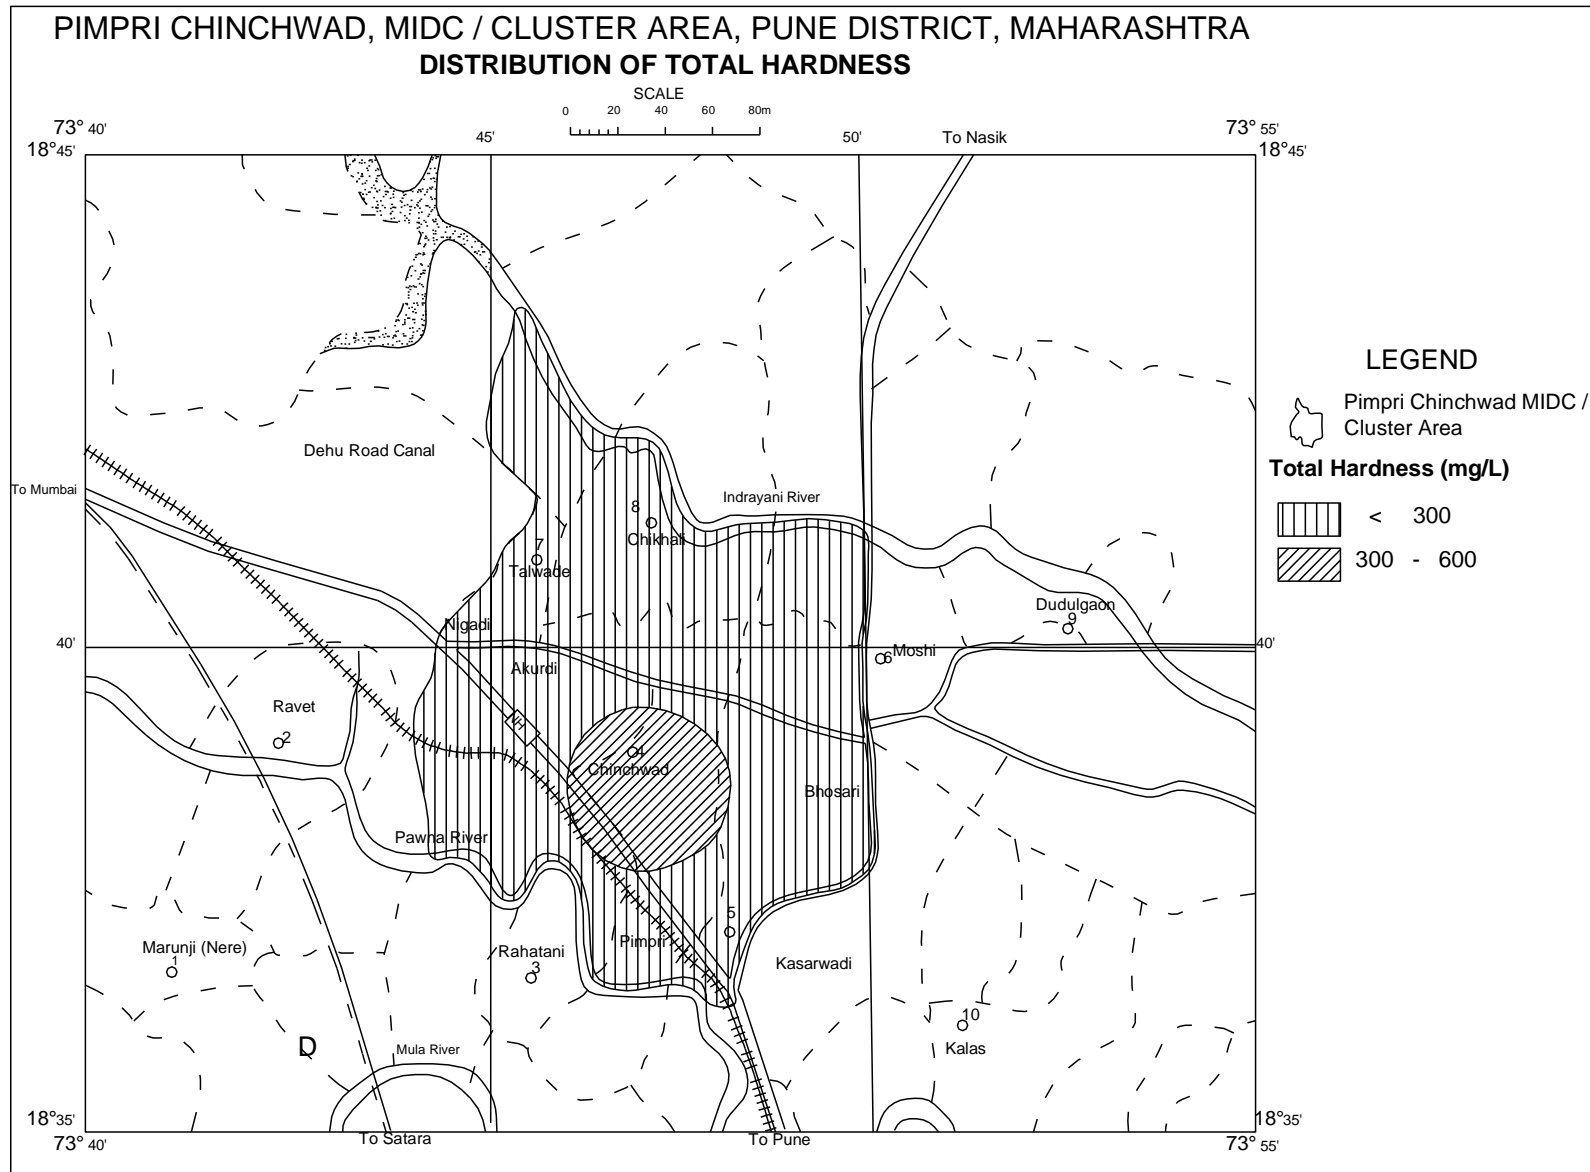 PIMPRI CHINCHWAD, MIDC / CLUSTER AREA, PUNE DISTRICT, MAHARASHTRA
DISTRIBUTION OF TOTAL HARDNESS
SCALE
0 20 40 60 80m
73° 40' 45' 50' To Nasik 73° 55'
18° 45' 18° 45'
LEGEND
Pimpri Chinchwad MIDC /
Cluster Area
Dehu Road Canal
Total Hardness (mg/L)
To Mumbai
Indrayani River
8
Chikhali
< 300
7
Talwade
300 - 600
Dudulgaon
9
Nigadi
40' 40'
Akurdi
6 Moshi
Ravet
2
NH
4
Chinchwad
Bhosari
Pawna River
5
Pimpri
Marunji (Nere)
1
Rahatani
3
Kasarwadi
10
Kalas
D
Mula River
18° 35' 18° 35'
73° 40' To Satara To Pune 73° 55'